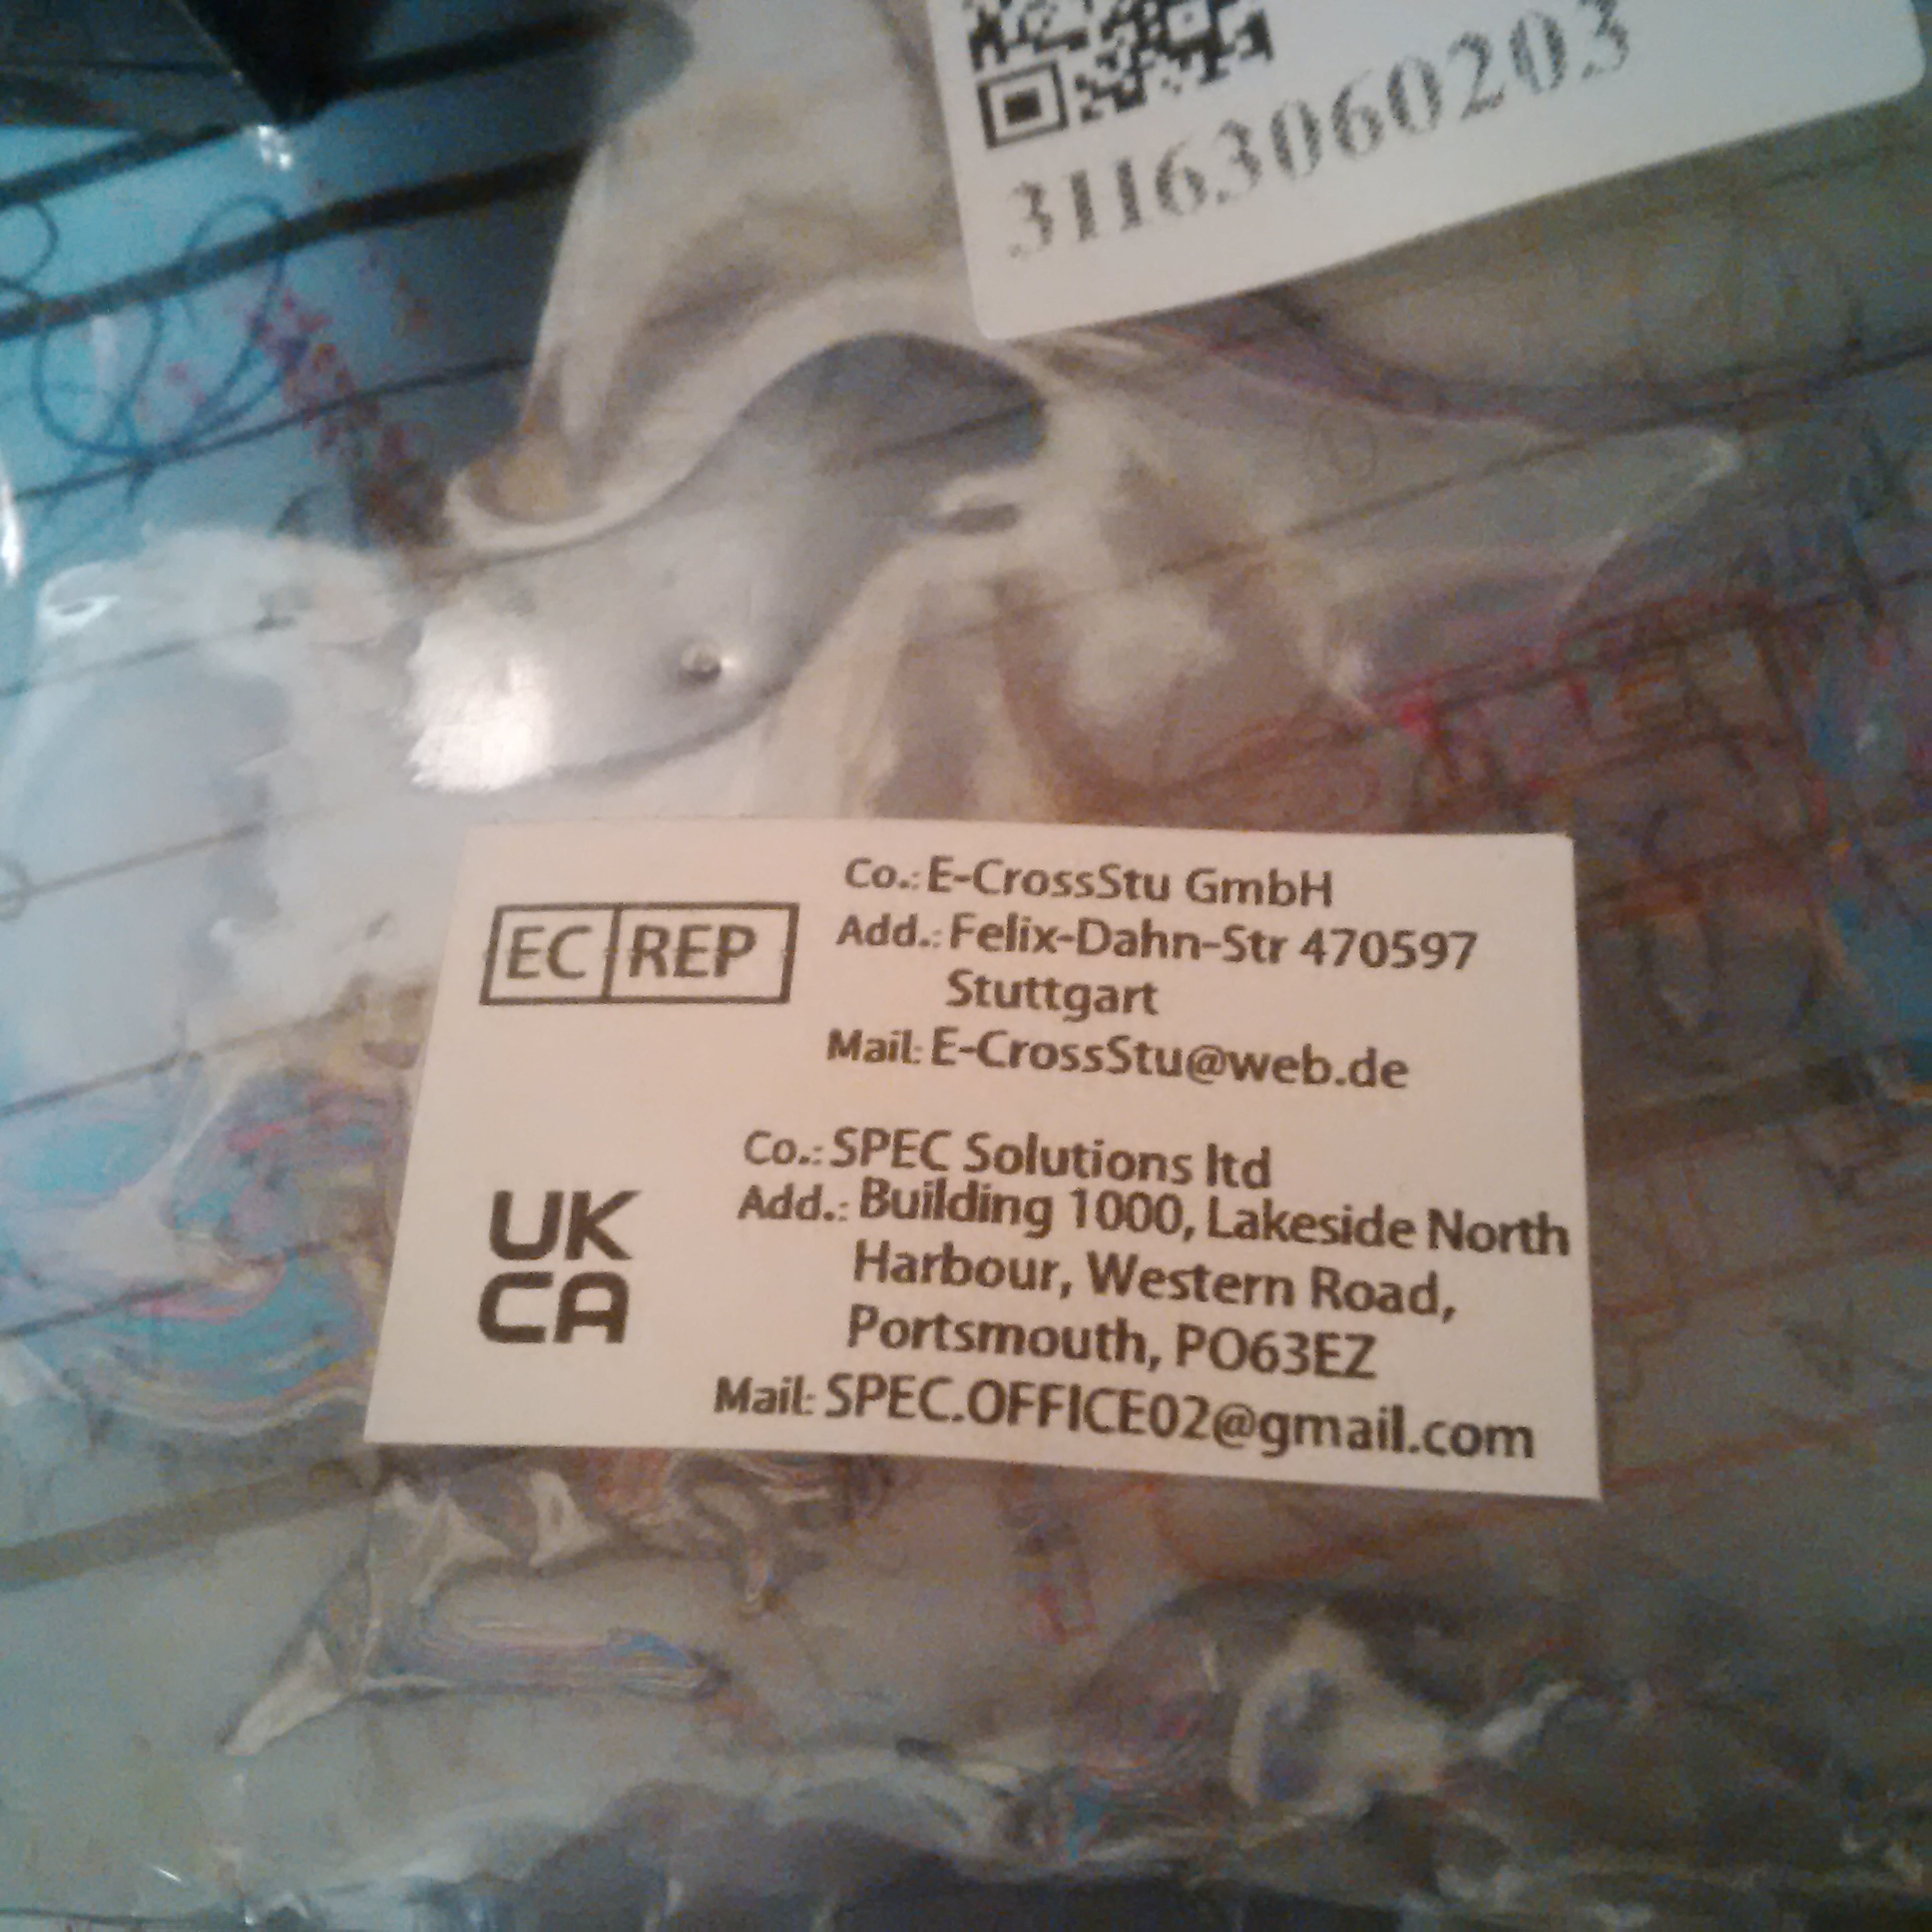 31163060203
Co.: E-CrossStu GmbH
EC REP
Add.: Felix-Dahn-Str 470597
Stuttgart
Mail: E-CrossStu@web.de
Co.: SPEC Solutions ltd
Add.: Building 1000, Lakeside North
UK
CA
Harbour, Western Road,
Portsmouth, PO63EZ
Mail: SPEC.OFFICE02@gmail.com